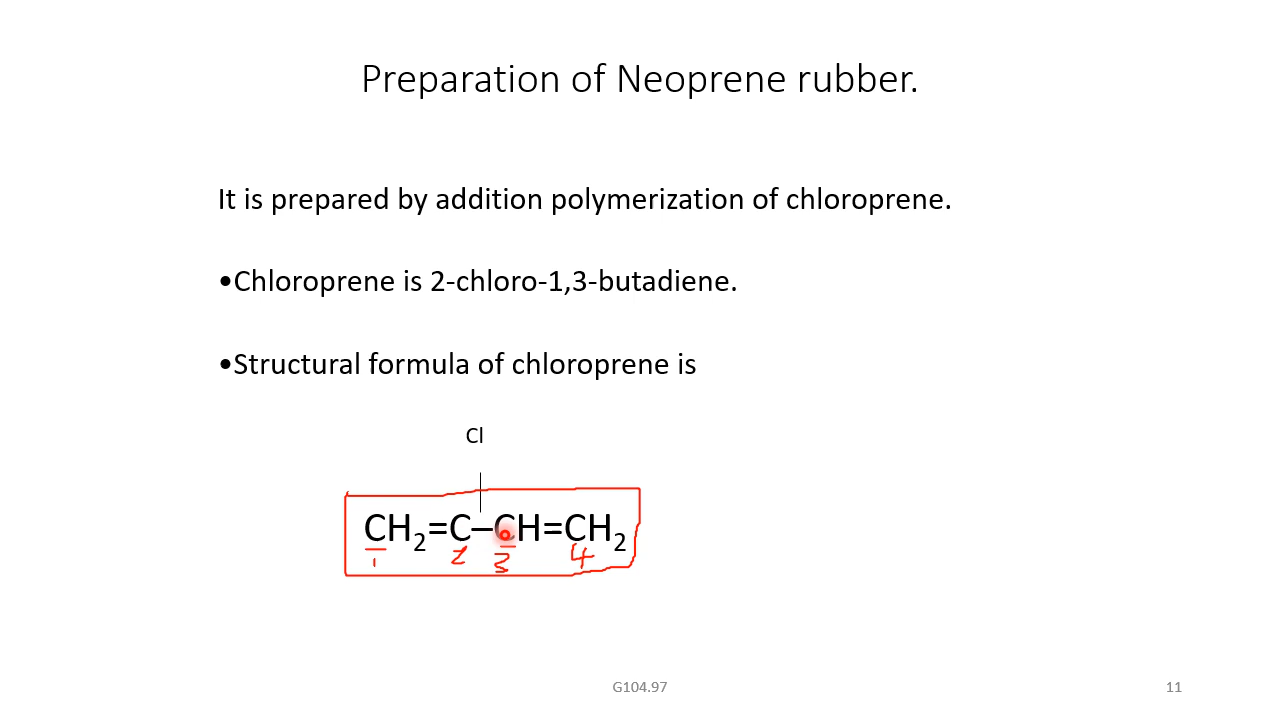 Preparation of Neoprene rubber.
It is prepared by addition polymerization of chloroprene.
•Chloroprene is 2-chloro-1,3-butadiene.
•Structural formula of chloroprene is
Cl
CH₂=C–CH=CH₂
1 2 3 4
G104.97 11